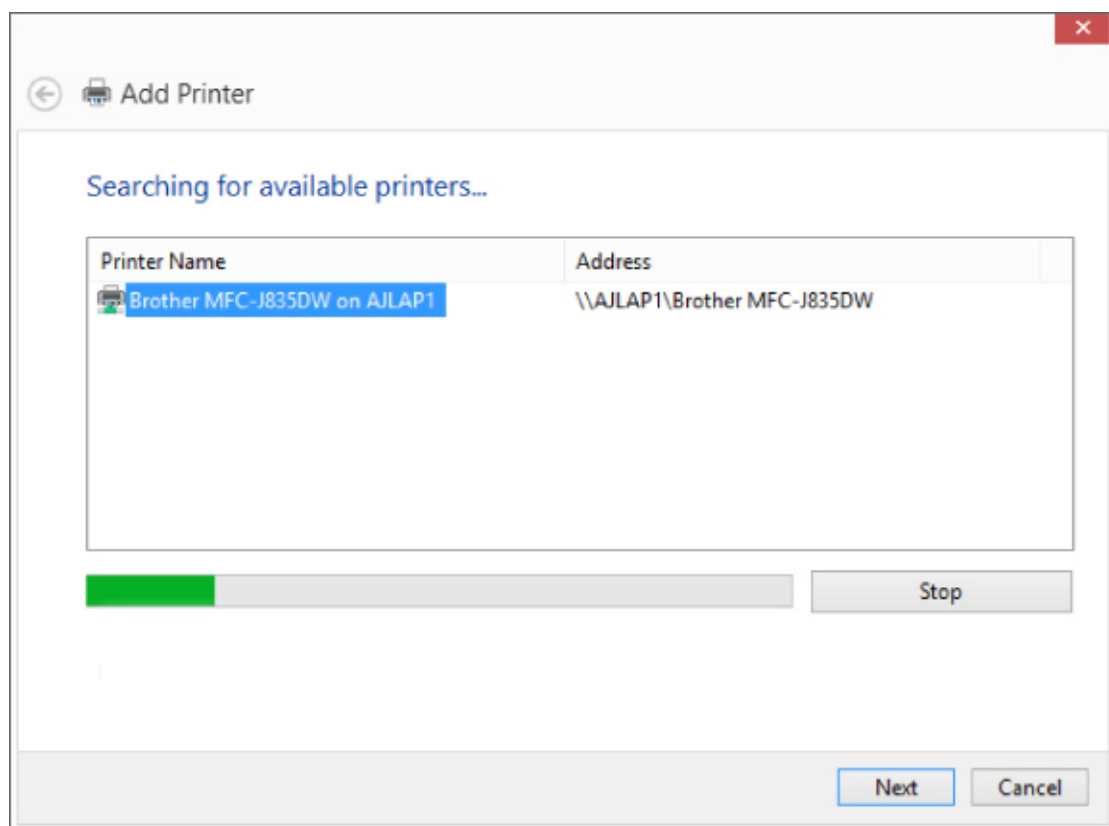 Add Printer
Searching for available printers...
Printer Name Address
Brother MFC-J835DW on AJLAP1 \\AJLAP1\Brother MFC-J835DW
Stop
Next Cancel